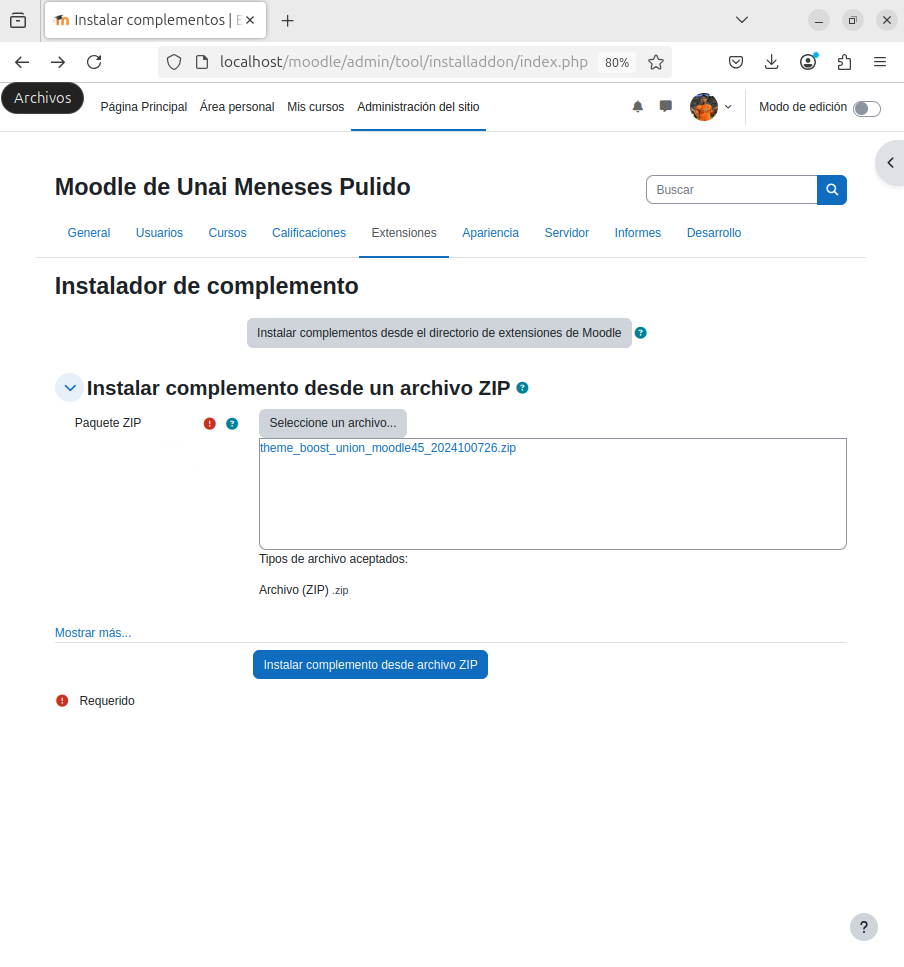 Instalar complementos | E
localhost/moodle/admin/tool/installaddon/index.php 80%
Archivos
Página Principal Área personal Mis cursos Administración del sitio Modo de edición
Moodle de Unai Meneses Pulido
Buscar
General Usuarios Cursos Calificaciones Extensiones Apariencia Servidor Informes Desarrollo
Instalador de complemento
Instalar complementos desde el directorio de extensiones de Moodle ?
Instalar complemento desde un archivo ZIP ?
Paquete ZIP ! ? Seleccione un archivo...
theme_boost_union_moodle45_2024100726.zip
Tipos de archivo aceptados:
Archivo (ZIP) .zip
Mostrar más...
Instalar complemento desde archivo ZIP
! Requerido
?